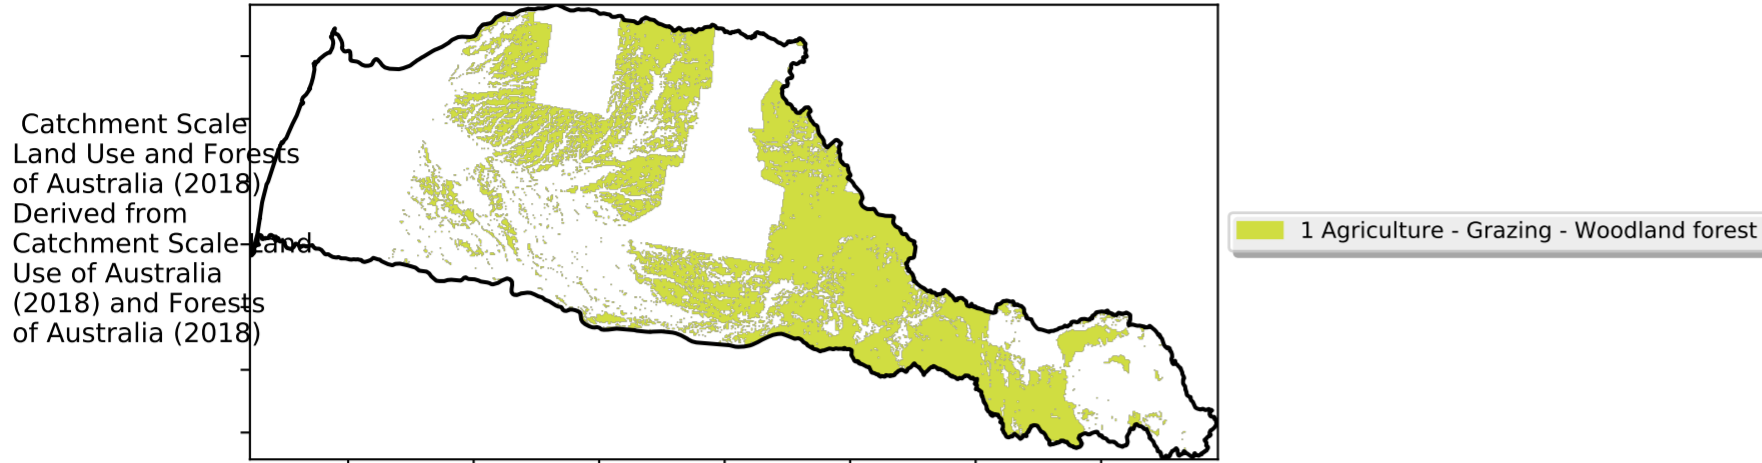 Catchment Scale
Land Use and Forests
of Australia (2018)
Derived from
Catchment Scale Land
Use of Australia
(2018) and Forests
of Australia (2018)
1 Agriculture - Grazing - Woodland forest